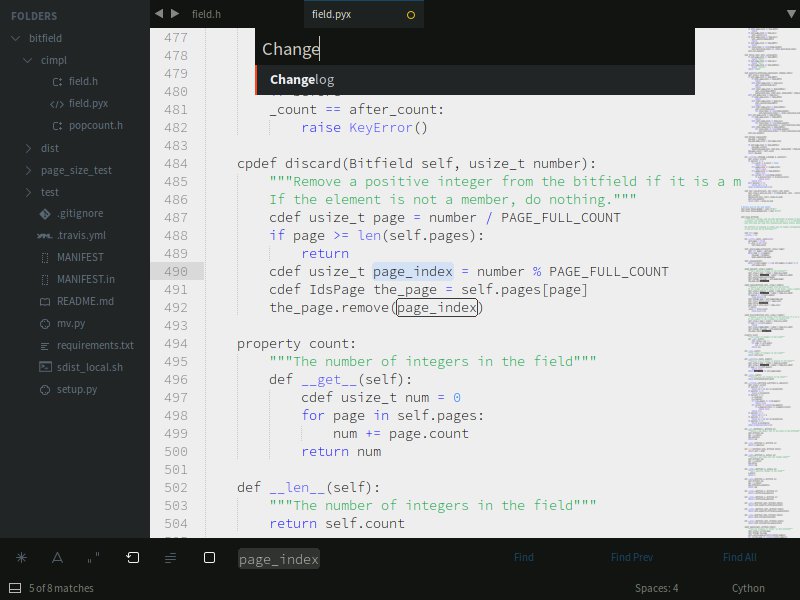 FOLDERS
bitfield
cimpl
field.h
field.pyx
popcount.h
dist
page_size_test
test
.gitignore
.travis.yml
MANIFEST
MANIFEST.in
README.md
mv.py
requirements.txt
sdist_local.sh
setup.py
field.h
field.pyx
Change
Changelog
477
478
479
480
481 _count == after_count:
482 raise KeyError()
483
484 cpdef discard(Bitfield self, usize_t number):
485 """Remove a positive integer from the bitfield if it is a m
486 If the element is not a member, do nothing."""
487 cdef usize_t page = number / PAGE_FULL_COUNT
488 if page >= len(self.pages):
489 return
490 cdef usize_t page_index = number % PAGE_FULL_COUNT
491 cdef IdsPage the_page = self.pages[page]
492 the_page.remove(page_index)
493
494 property count:
495 """The number of integers in the field"""
496 def __get__(self):
497 cdef usize_t num = 0
498 for page in self.pages:
499 num += page.count
500 return num
501
502 def __len__(self):
503 """The number of integers in the field"""
504 return self.count
page_index
Find
Find Prev
Find All
5 of 8 matches
Spaces: 4
Cython